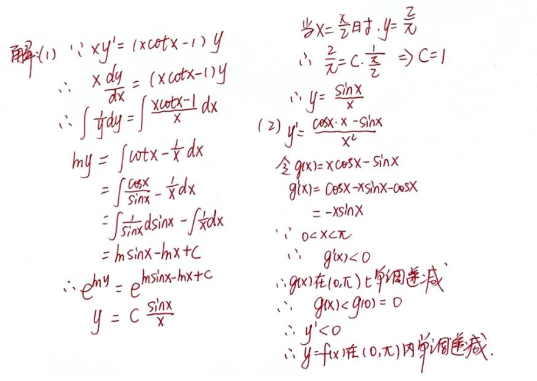 解:(1) ∵ xy' = (xcotx-1) y
∴ x dy/dx = (xcotx-1) y
∴ ∫ 1/y dy = ∫ (xcotx-1)/x dx
lny = ∫ cotx - 1/x dx
= ∫ cosx/sinx - 1/x dx
= ∫ 1/sinx dsinx - ∫ 1/x dx
= lnsinx - lnx + C
∴ e^{lny} = e^{lnsinx-lnx+C}
y = C sinx/x
当x = π/2时, y = 2/π
∴ 2/π = C · 1/(π/2) ⇒ C = 1
∴ y = sinx/x
(2) y' = (cosx·x - sinx)/x²
令 g(x) = xcosx - sinx
g'(x) = cosx - xsinx - cosx
= -xsinx
∵ 0<x<π
∴ g'(x)<0
∴ g(x)在(0,π)上单调递减
∴ g(x)<g(0) = 0
∴ y'<0
∴ y=f(x)在(0,π)内单调递减.